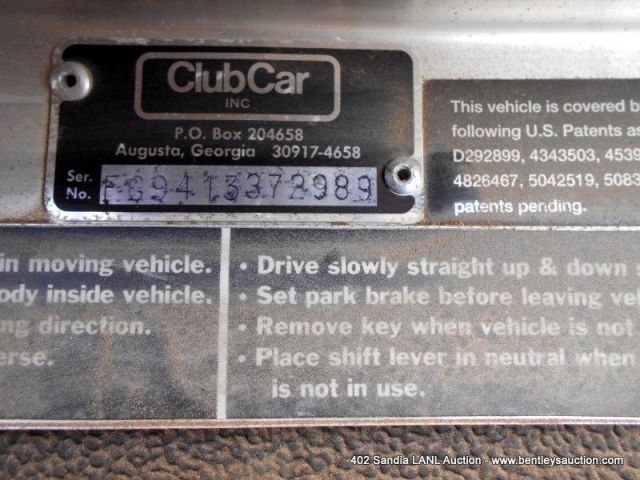 ClubCar
INC
P.O. Box 204658
Augusta, Georgia 30917-4658
Ser.
No. FG9413372989
This vehicle is covered by
following U.S. Patents
D292899, 4343503, 4539
4826467, 5042519, 5083
patents pending.
in moving vehicle.
ody inside vehicle.
ng direction.
erse.
• Drive slowly straight up & down
• Set park brake before leaving ve
• Remove key when vehicle is not
• Place shift lever in neutral when
is not in use.
402 Sandia LANL Auction - www.bentleysauction.com